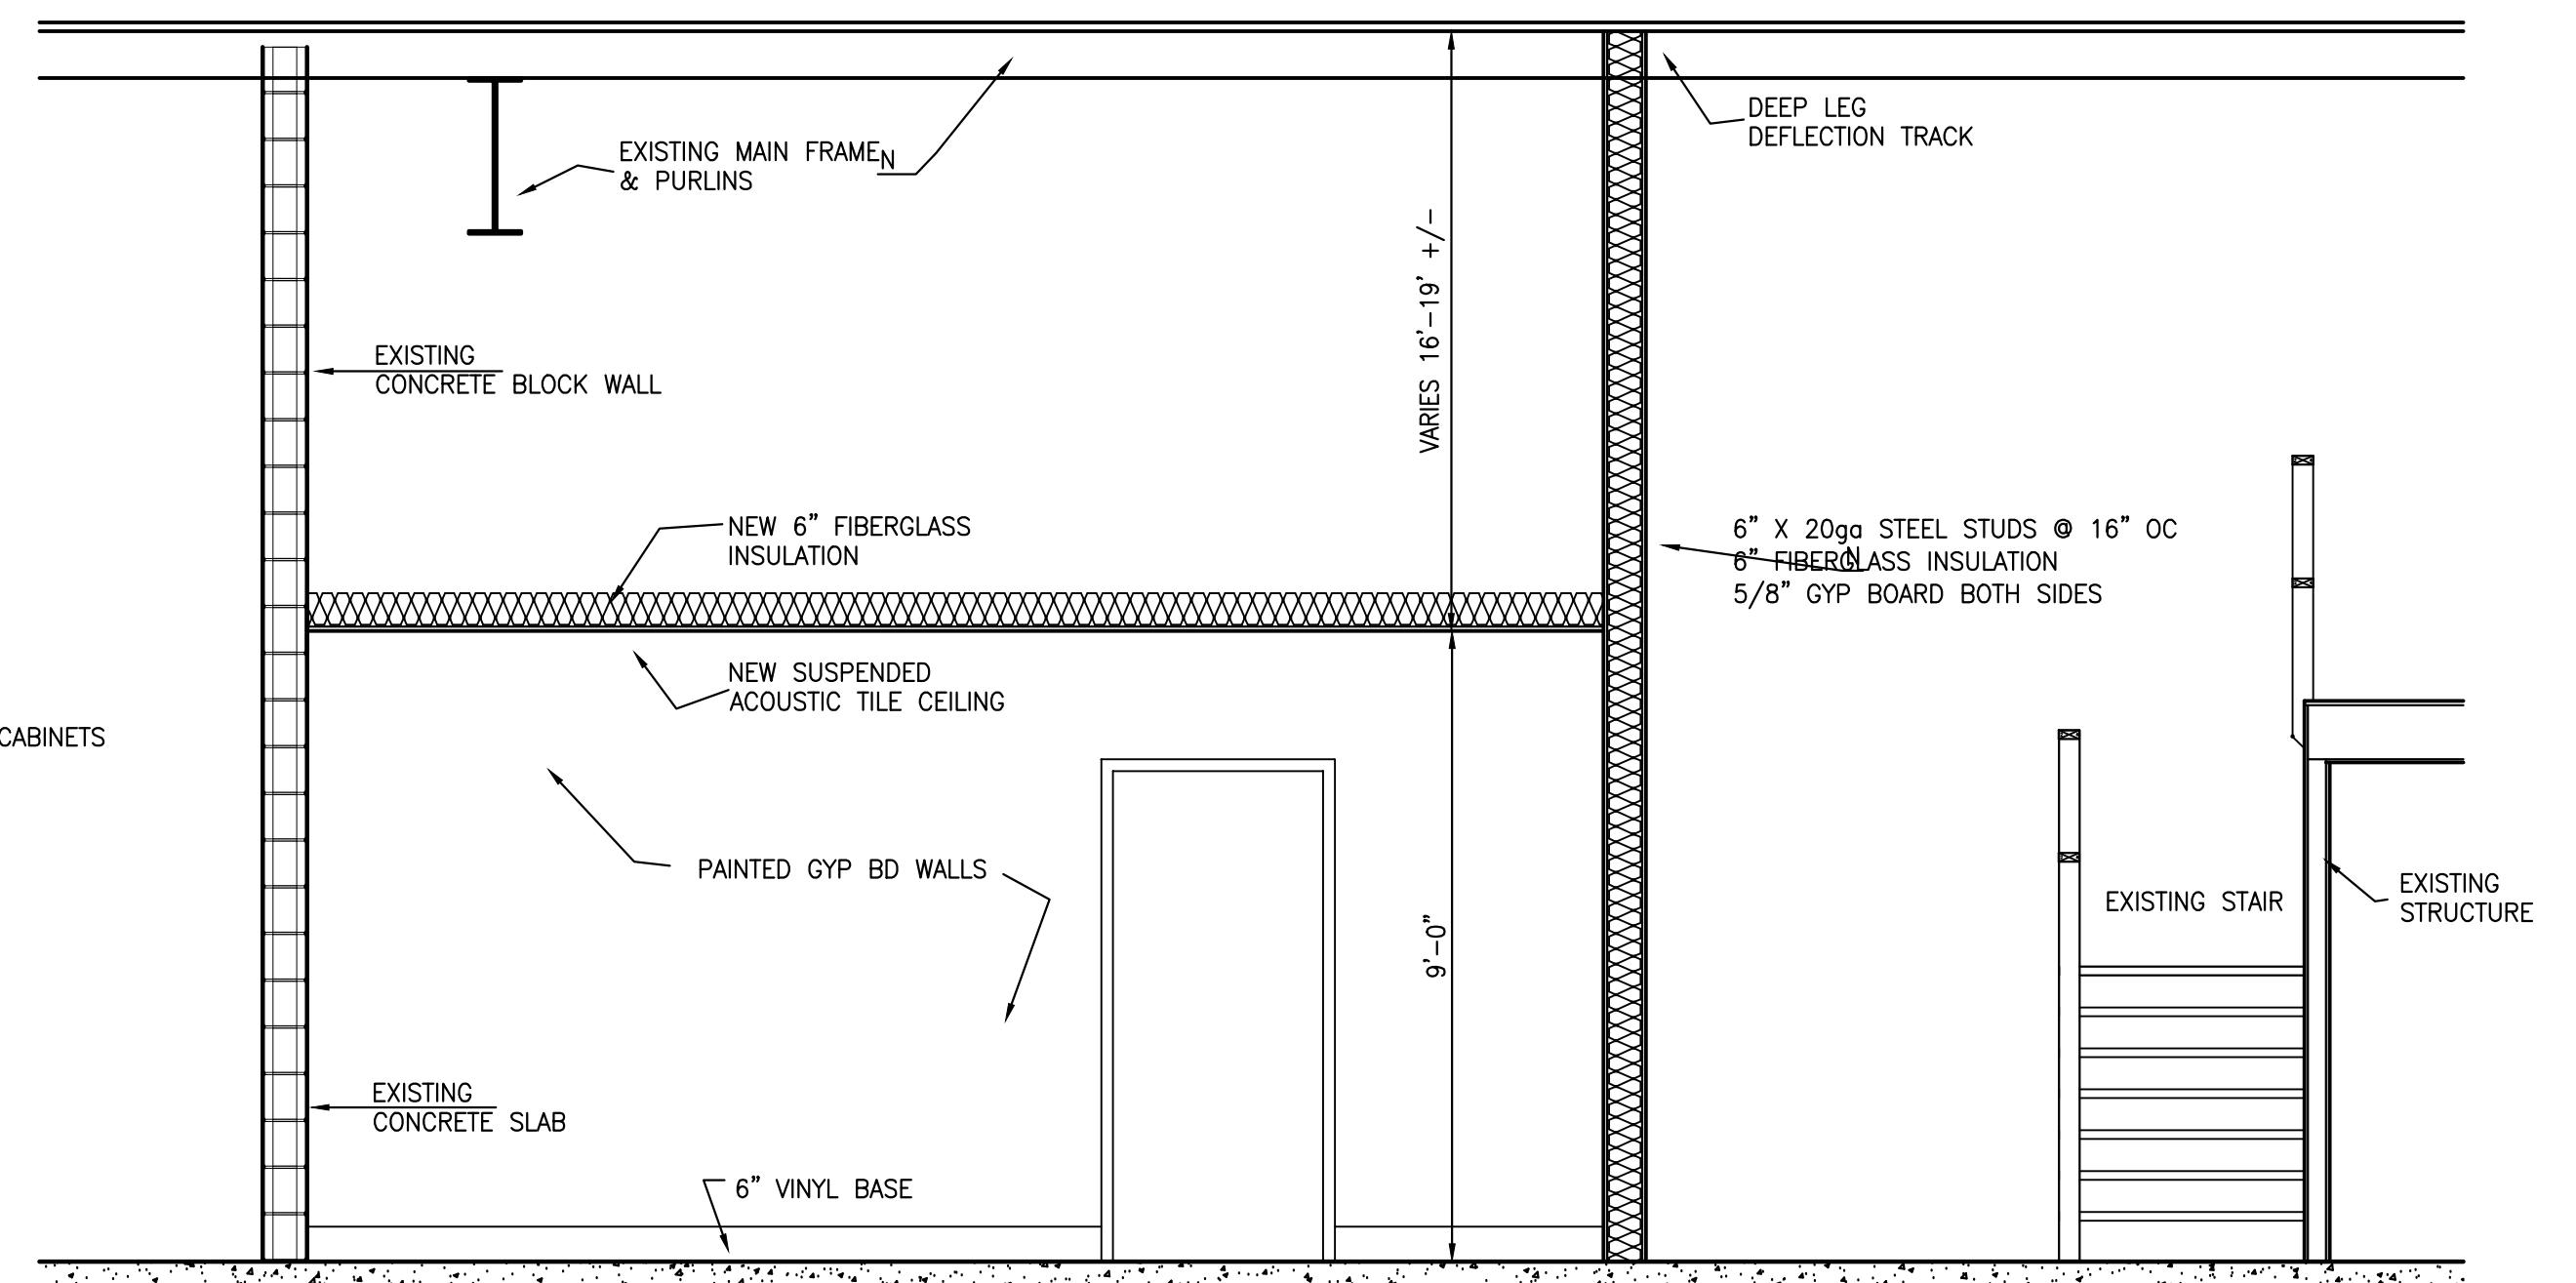 DEEP LEG
DEFLECTION TRACK
EXISTING MAIN FRAME
N
& PURLINS
VARIES 16'-19' +/-
EXISTING
CONCRETE BLOCK WALL
NEW 6" FIBERGLASS
INSULATION
6" X 20ga STEEL STUDS @ 16" OC
N
6" FIBERGLASS INSULATION
5/8" GYP BOARD BOTH SIDES
NEW SUSPENDED
ACOUSTIC TILE CEILING
CABINETS
PAINTED GYP BD WALLS
EXISTING STAIR
EXISTING
STRUCTURE
9'-0"
EXISTING
CONCRETE SLAB
6" VINYL BASE